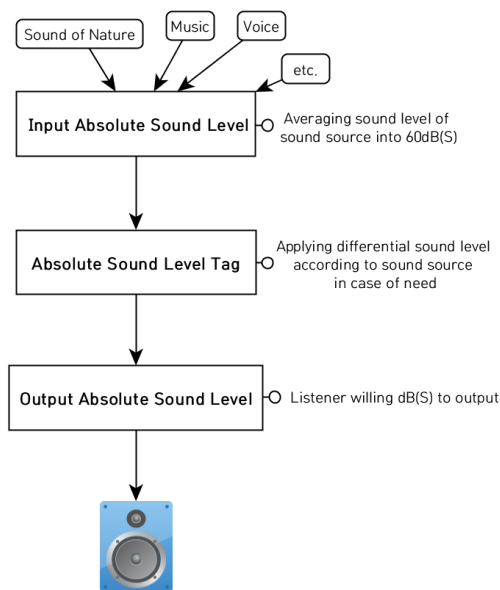 Sound of Nature
Music
Voice
etc.
Input Absolute Sound Level
Averaging sound level of
sound source into 60dB(S)
Absolute Sound Level Tag
Applying differential sound level
according to sound source
in case of need
Output Absolute Sound Level
Listener willing dB(S) to output